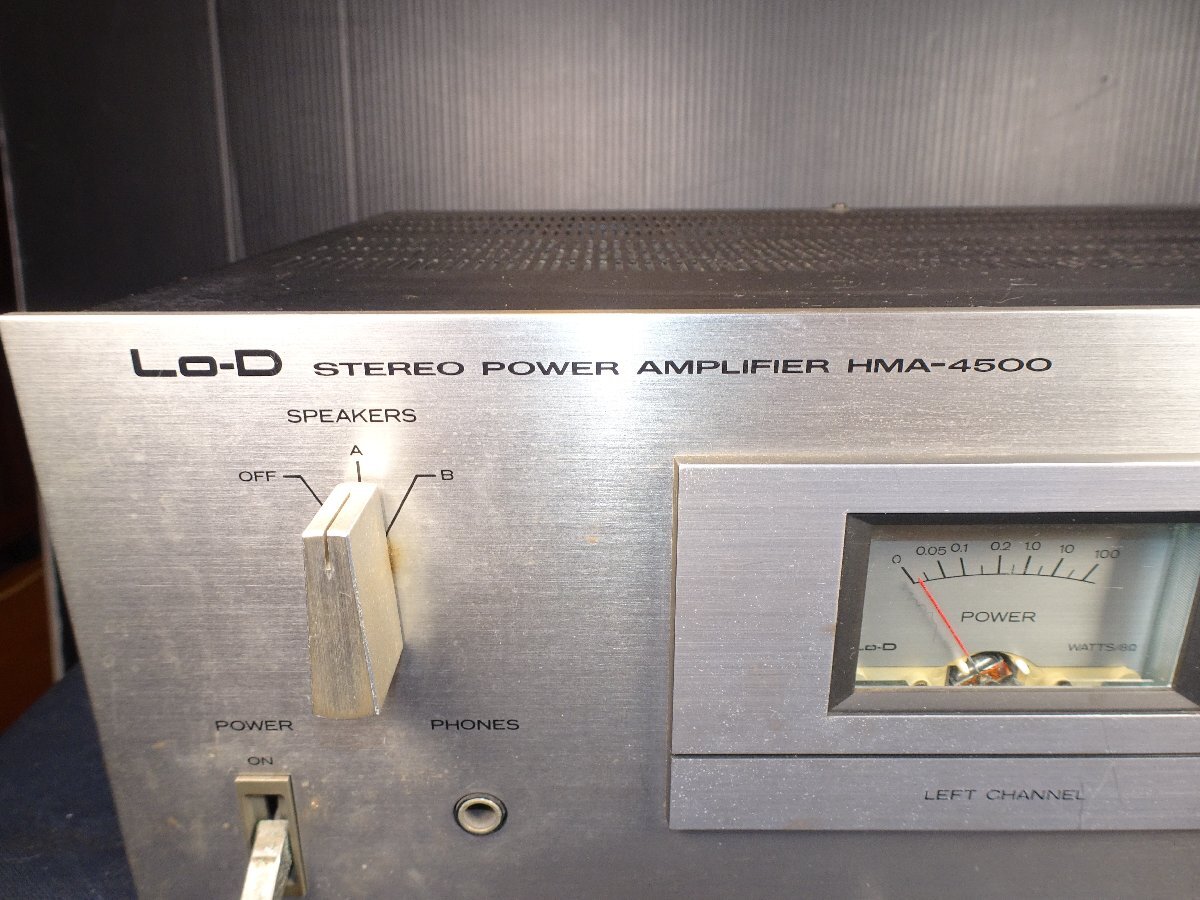 Lo-D STEREO POWER AMPLIFIER HMA-4500
SPEAKERS
A
OFF B
0 0.05 0.1 0.2 1.0 10 100
POWER
Lo-D WATTS/8Ω
POWER PHONES
ON
LEFT CHANNEL